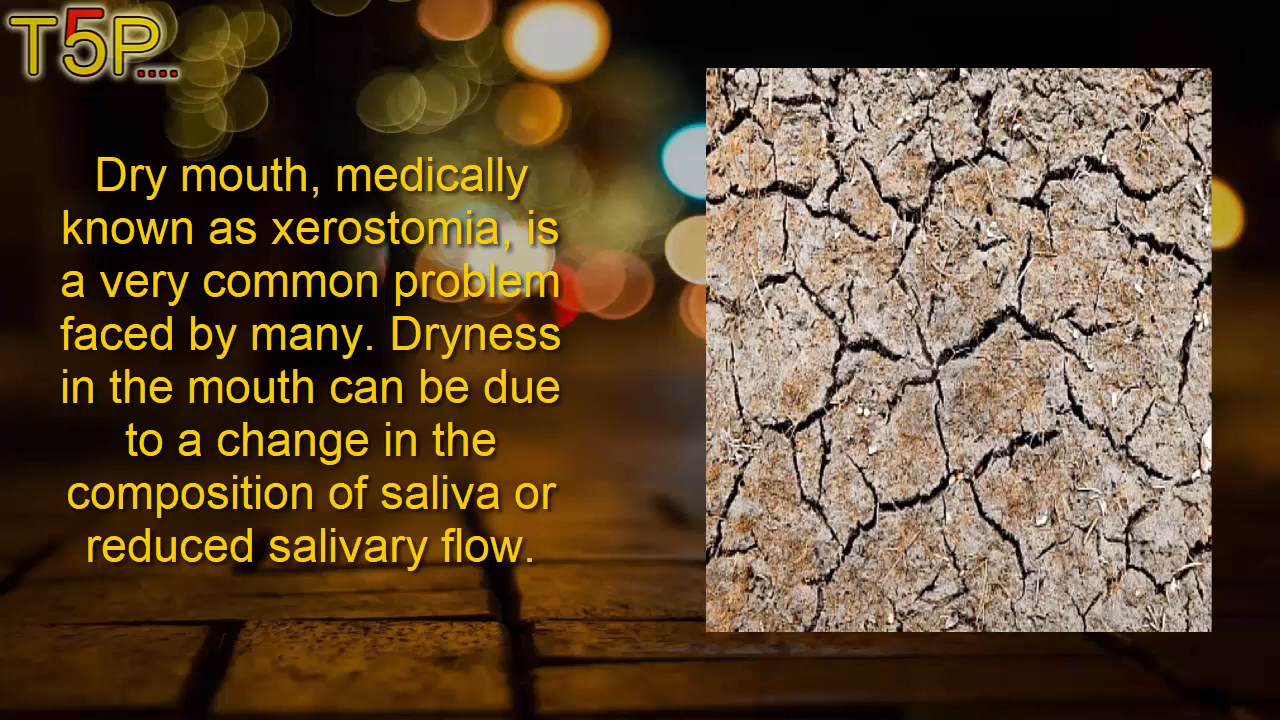 T5P....
Dry mouth, medically
known as xerostomia, is
a very common problem
faced by many. Dryness
in the mouth can be due
to a change in the
composition of saliva or
reduced salivary flow.